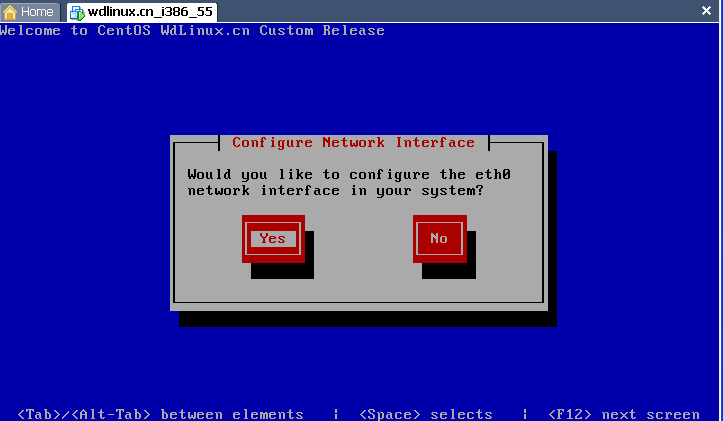 Home
wdlinux.cn_i386_55
Welcome to CentOS WdLinux.cn Custom Release
Configure Network Interface
Would you like to configure the eth0
network interface in your system?
Yes
No
<Tab>/<Alt-Tab> between elements | <Space> selects | <F12> next screen